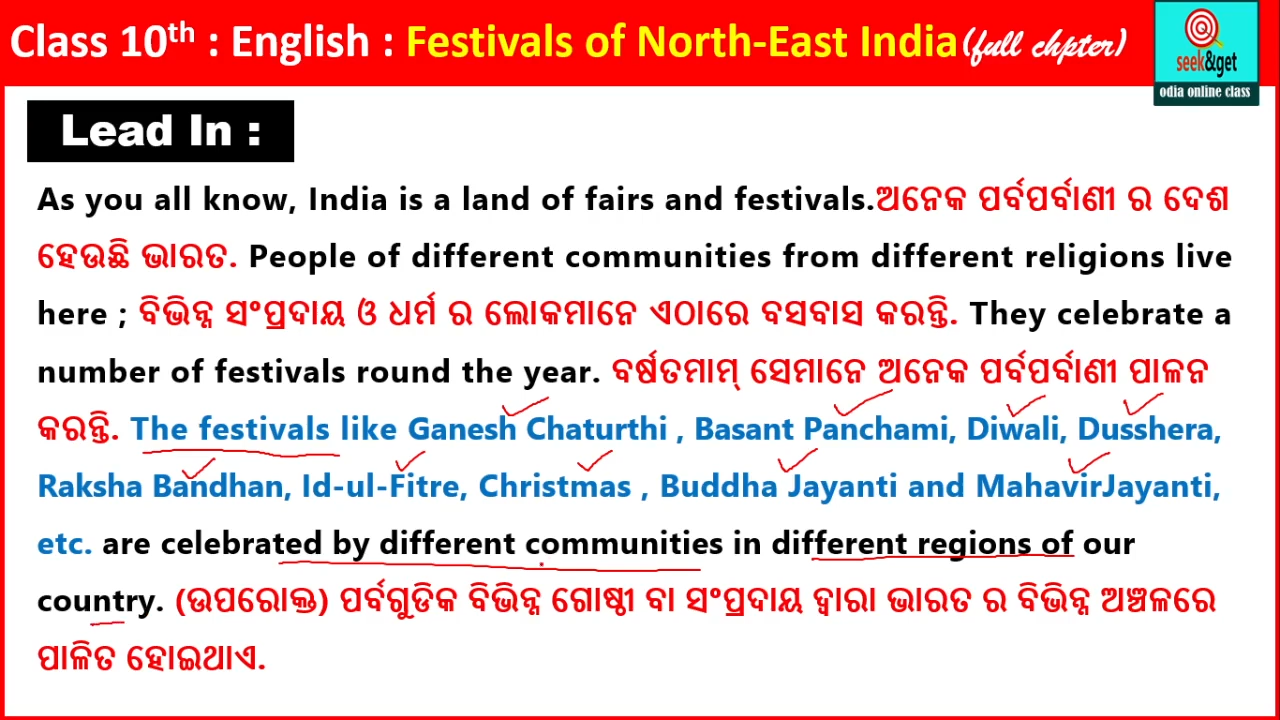 Class 10th : English : Festivals of North-East India(full chpter)
seek&get
odia online class
Lead In :
As you all know, India is a land of fairs and festivals.ଅନେକ ପର୍ବପର୍ବାଣୀ ର ଦେଶ
ହେଉଛି ଭାରତ. People of different communities from different religions live
here ; ବିଭିନ୍ନ ସଂପ୍ରଦାୟ ଓ ଧର୍ମ ର ଲୋକମାନେ ଏଠାରେ ବସବାସ କରନ୍ତି. They celebrate a
number of festivals round the year. ବର୍ଷତମାମ୍ ସେମାନେ ଅନେକ ପର୍ବପର୍ବାଣୀ ପାଳନ
କରନ୍ତି. The festivals like Ganesh Chaturthi , Basant Panchami, Diwali, Dusshera,
Raksha Bandhan, Id-ul-Fitre, Christmas , Buddha Jayanti and MahavirJayanti,
etc. are celebrated by different communities in different regions of our
country. (ଉପରୋକ୍ତ) ପର୍ବଗୁଡିକ ବିଭିନ୍ନ ଗୋଷ୍ଠୀ ବା ସଂପ୍ରଦାୟ ଦ୍ୱାରା ଭାରତ ର ବିଭିନ୍ନ ଅଞ୍ଚଳରେ
ପାଳିତ ହୋଇଥାଏ.